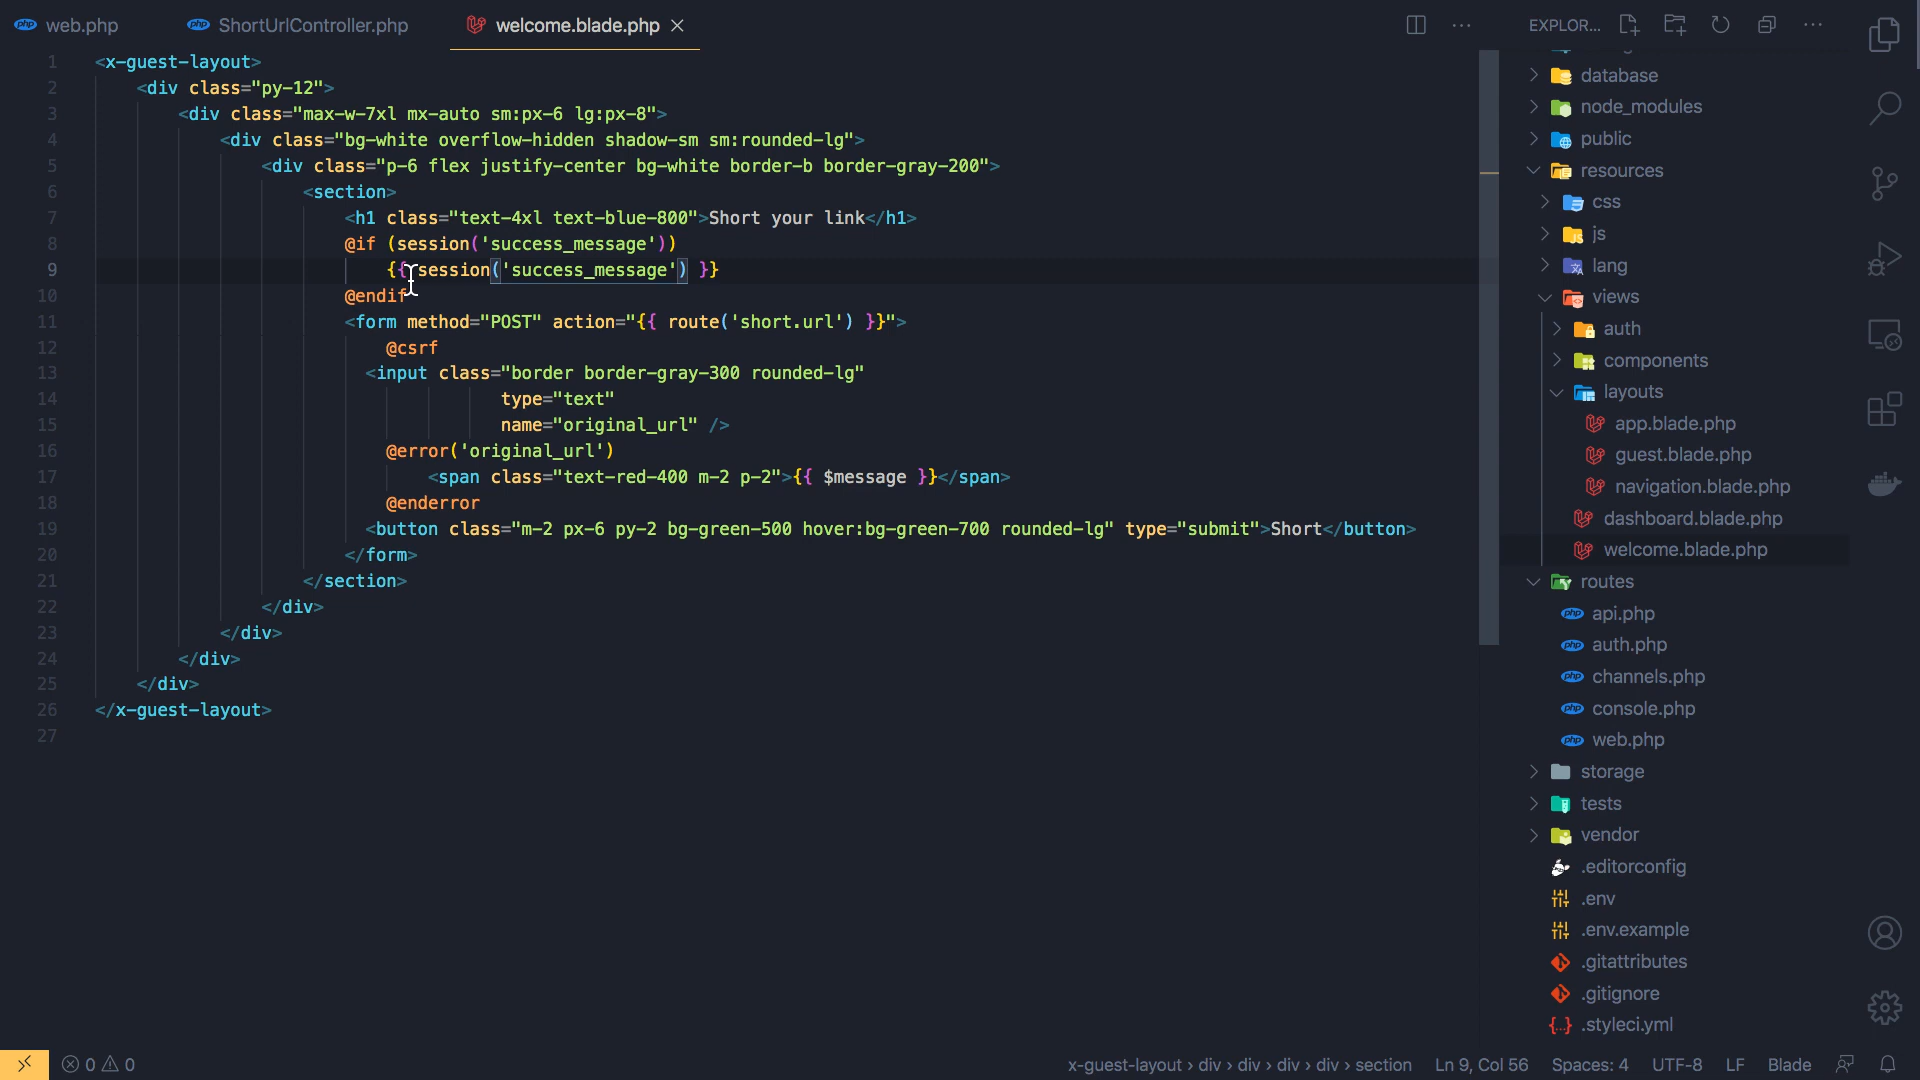 web.php
ShortUrlController.php
welcome.blade.php
EXPLOR...
1 <x-guest-layout>
2 <div class="py-12">
3 <div class="max-w-7xl mx-auto sm:px-6 lg:px-8">
4 <div class="bg-white overflow-hidden shadow-sm sm:rounded-lg">
5 <div class="p-6 flex justify-center bg-white border-b border-gray-200">
6 <section>
7 <h1 class="text-4xl text-blue-800">Short your link</h1>
8 @if (session('success_message'))
9 {{ session('success_message') }}
10 @endif
11 <form method="POST" action="{{ route('short.url') }}">
12 @csrf
13 <input class="border border-gray-300 rounded-lg"
14 type="text"
15 name="original_url" />
16 @error('original_url')
17 <span class="text-red-400 m-2 p-2">{{ $message }}</span>
18 @enderror
19 <button class="m-2 px-6 py-2 bg-green-500 hover:bg-green-700 rounded-lg" type="submit">Short</button>
20 </form>
21 </section>
22 </div>
23 </div>
24 </div>
25 </div>
26 </x-guest-layout>
27
database
node_modules
public
resources
css
js
lang
views
auth
components
layouts
app.blade.php
guest.blade.php
navigation.blade.php
dashboard.blade.php
welcome.blade.php
routes
api.php
auth.php
channels.php
console.php
web.php
storage
tests
vendor
.editorconfig
.env
.env.example
.gitattributes
.gitignore
.styleci.yml
0 0
x-guest-layout › div › div › div › div › section
Ln 9, Col 56
Spaces: 4
UTF-8
LF
Blade